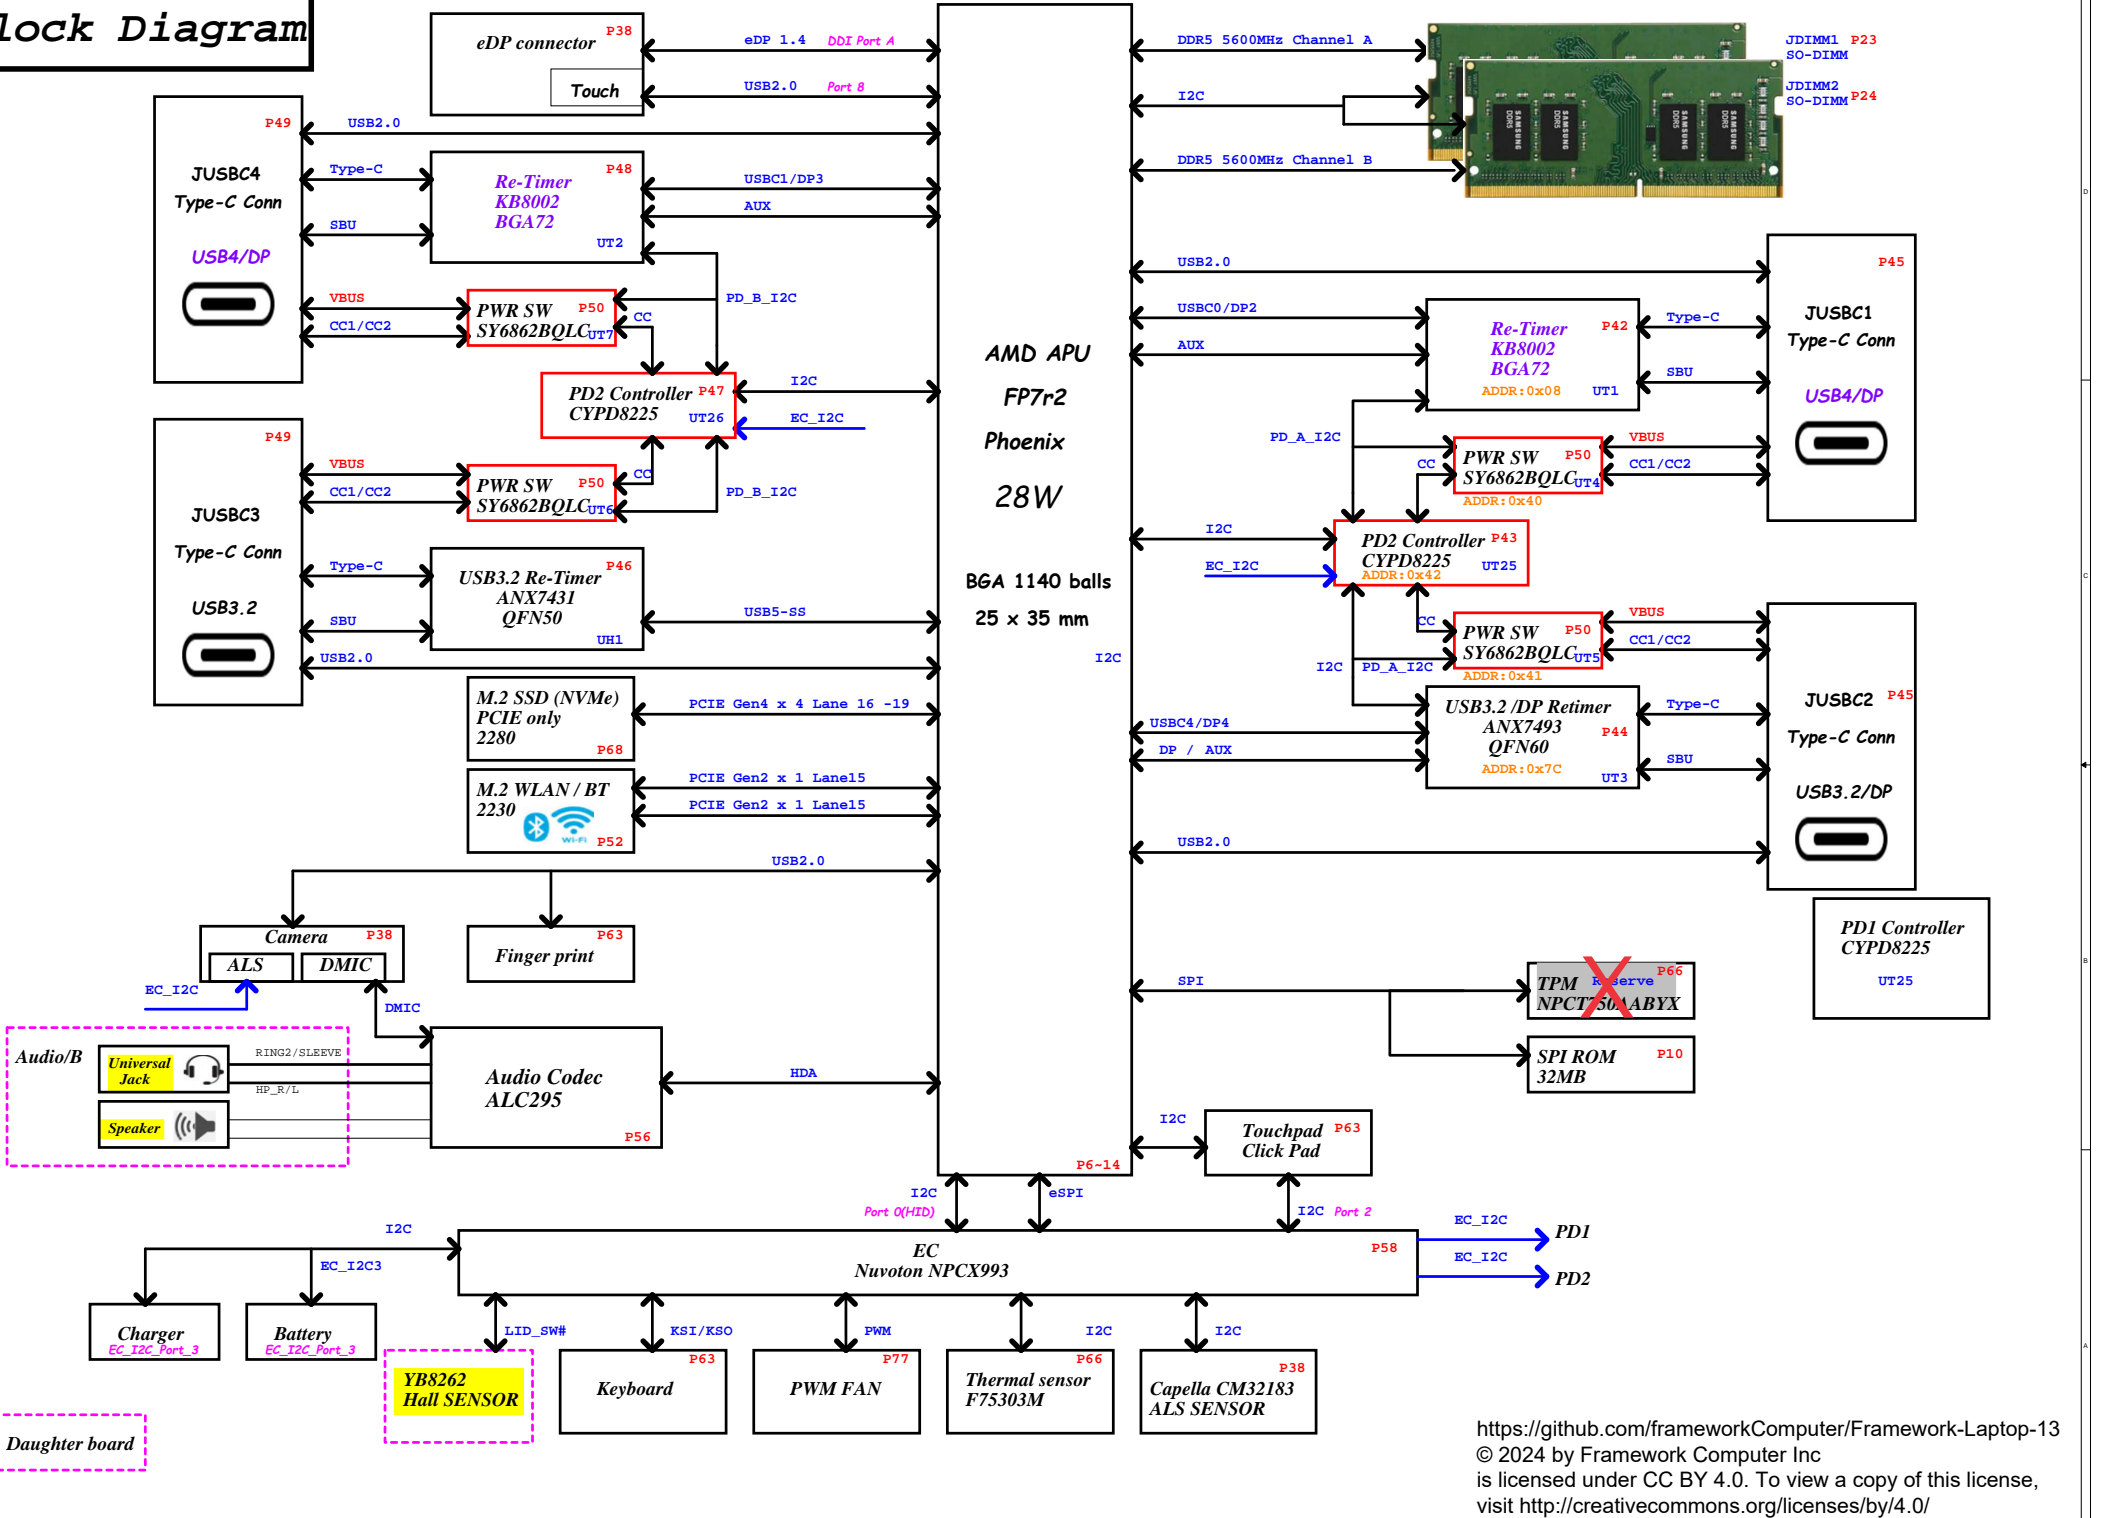 lock Diagram
eDP connector
P38
Touch
eDP 1.4 DDI Port A
USB2.0 Port 8
P49
JUSBC4
Type-C Conn
USB4/DP
USB2.0
Type-C
SBU
VBUS
CC1/CC2
Re-Timer
KB8002
BGA72
P48
UT2
USBC1/DP3
AUX
PWR SW
SY6862BQLC
P50
UT7
CC
PD_B_I2C
PD2 Controller
CYPD8225
P47
UT26
I2C
EC_I2C
P49
JUSBC3
Type-C Conn
USB3.2
VBUS
CC1/CC2
PWR SW
SY6862BQLC
P50
UT6
CC
PD_B_I2C
Type-C
SBU
USB3.2 Re-Timer
ANX7431
QFN50
P46
UH1
USB5-SS
USB2.0
M.2 SSD (NVMe)
PCIE only
2280
P68
PCIE Gen4 x 4 Lane 16 -19
M.2 WLAN / BT
2230
Wi-Fi
P52
PCIE Gen2 x 1 Lane15
PCIE Gen2 x 1 Lane15
USB2.0
Camera
P38
ALS
DMIC
EC_I2C
DMIC
Finger print
P63
Audio/B
Universal
Jack
RING2/SLEEVE
HP_R/L
Speaker
Audio Codec
ALC295
P56
HDA
AMD APU
FP7r2
Phoenix
28W
BGA 1140 balls
25 x 35 mm
I2C
P6~14
DDR5 5600MHz Channel A
I2C
DDR5 5600MHz Channel B
SAMSUNG
DDR5
SAMSUNG
DDR5
SAMSUNG
DDR5
SAMSUNG
DDR5
JDIMM1 P23
SO-DIMM
JDIMM2
SO-DIMM P24
USB2.0
USBC0/DP2
AUX
Re-Timer
KB8002
BGA72
ADDR:0x08
P42
UT1
Type-C
SBU
P45
JUSBC1
Type-C Conn
USB4/DP
PD_A_I2C
CC
PWR SW
SY6862BQLC
P50
UT4
ADDR:0x40
VBUS
CC1/CC2
I2C
EC_I2C
PD2 Controller
CYPD8225
ADDR:0x42
P43
UT25
CC
PWR SW
SY6862BQLC
P50
UT5
ADDR:0x41
VBUS
CC1/CC2
I2C
PD_A_I2C
USBC4/DP4
DP / AUX
USB3.2 /DP Retimer
ANX7493
QFN60
ADDR:0x7C
P44
UT3
Type-C
SBU
JUSBC2
P45
Type-C Conn
USB3.2/DP
USB2.0
PD1 Controller
CYPD8225
UT25
SPI
TPM
NPCT750AABYX
P66
SPI ROM
32MB
P10
I2C
Touchpad
Click Pad
P63
I2C
Port 0(HID)
eSPI
I2C Port 2
EC
Nuvoton NPCX993
P58
EC_I2C
PD1
EC_I2C
PD2
I2C
EC_I2C3
Charger
EC_I2C_Port_3
Battery
EC_I2C_Port_3
LID_SW#
YB8262
Hall SENSOR
KSI/KSO
Keyboard
P63
PWM
PWM FAN
P77
I2C
Thermal sensor
F75303M
P66
I2C
Capella CM32183
ALS SENSOR
P38
Daughter board
D
C
B
A
https://github.com/frameworkComputer/Framework-Laptop-13
© 2024 by Framework Computer Inc
is licensed under CC BY 4.0. To view a copy of this license,
visit http://creativecommons.org/licenses/by/4.0/